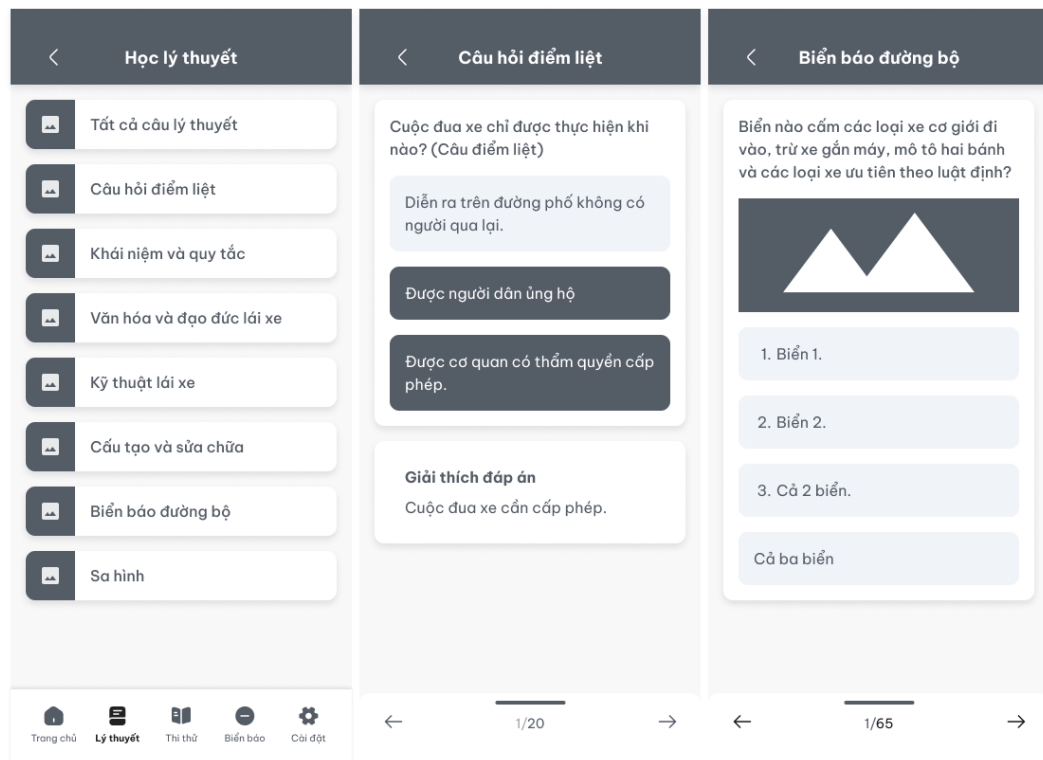 Học lý thuyết
Tất cả câu lý thuyết
Câu hỏi điểm liệt
Khái niệm và quy tắc
Văn hóa và đạo đức lái xe
Kỹ thuật lái xe
Cấu tạo và sửa chữa
Biển báo đường bộ
Sa hình
Trang chủ
Lý thuyết
Thi thử
Biển báo
Cài đặt
Câu hỏi điểm liệt
Cuộc đua xe chỉ được thực hiện khi
nào? (Câu điểm liệt)
Diễn ra trên đường phố không có
người qua lại.
Được người dân ủng hộ
Được cơ quan có thẩm quyền cấp
phép.
Giải thích đáp án
Cuộc đua xe cần cấp phép.
1/20
Biển báo đường bộ
Biển nào cấm các loại xe cơ giới đi
vào, trừ xe gắn máy, mô tô hai bánh
và các loại xe ưu tiên theo luật định?
1. Biển 1.
2. Biển 2.
3. Cả 2 biển.
Cả ba biển
1/65